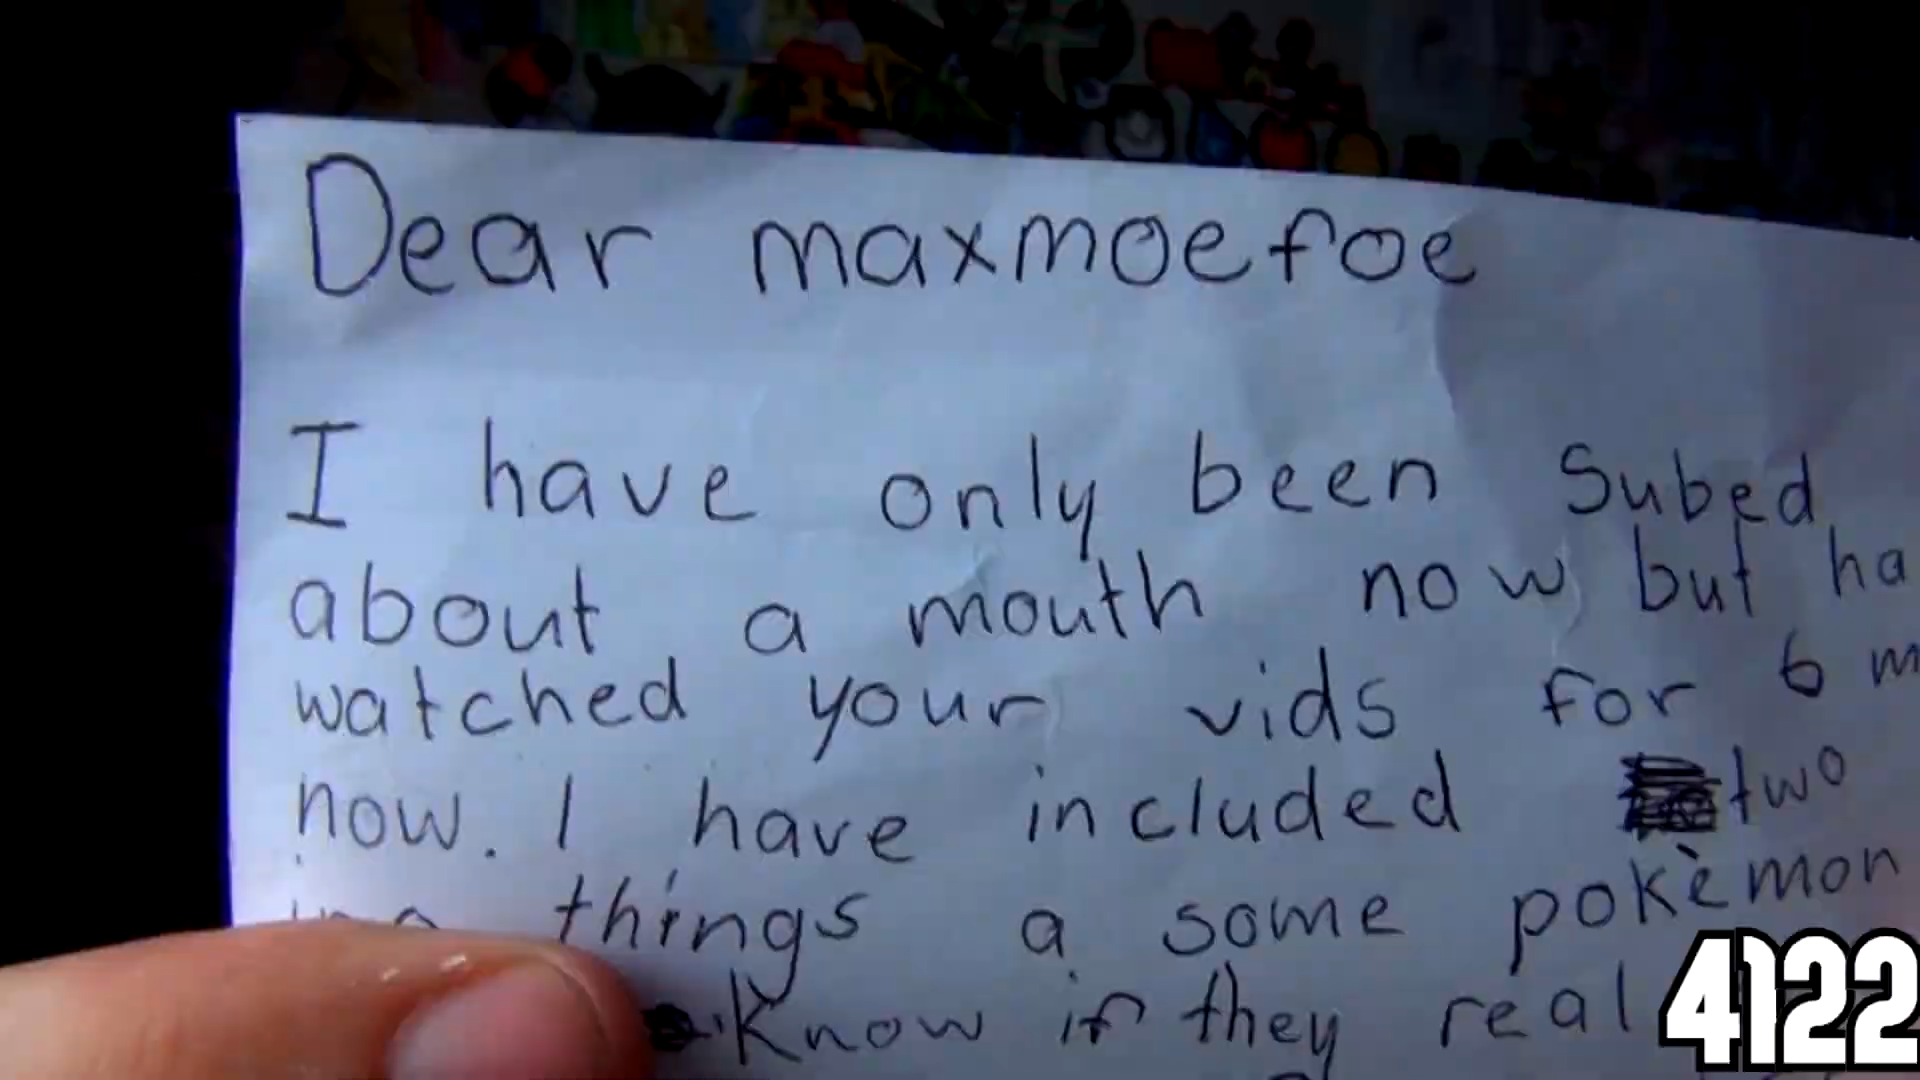 Dear maxmoefoe
I have only been Subed
about a mouth now but ha
watched your vids for 6 m
now. I have included two
things a some pokèmon
Know if they real
4122